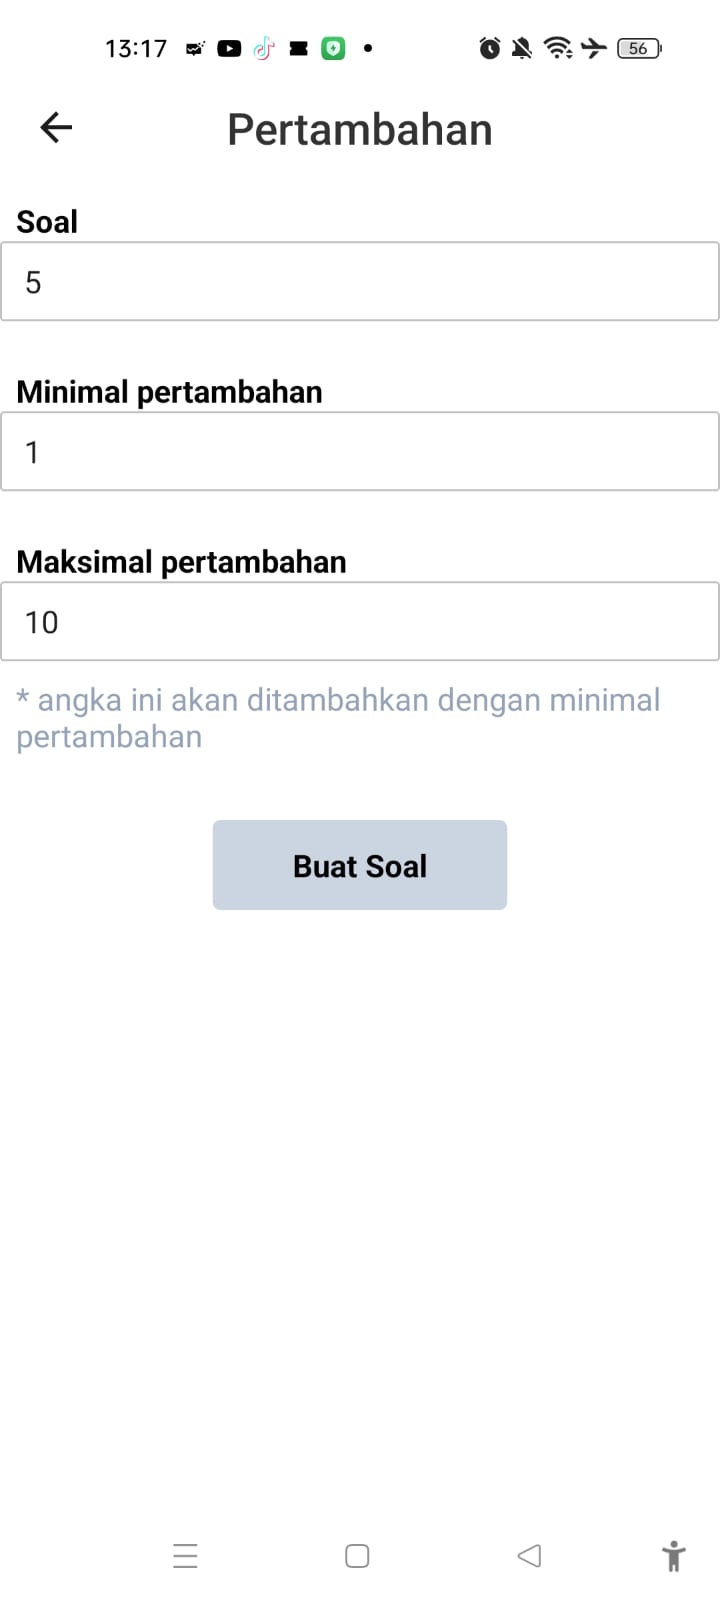 13:17
56
Pertambahan
Soal
5
Minimal pertambahan
1
Maksimal pertambahan
10
* angka ini akan ditambahkan dengan minimal
pertambahan
Buat Soal